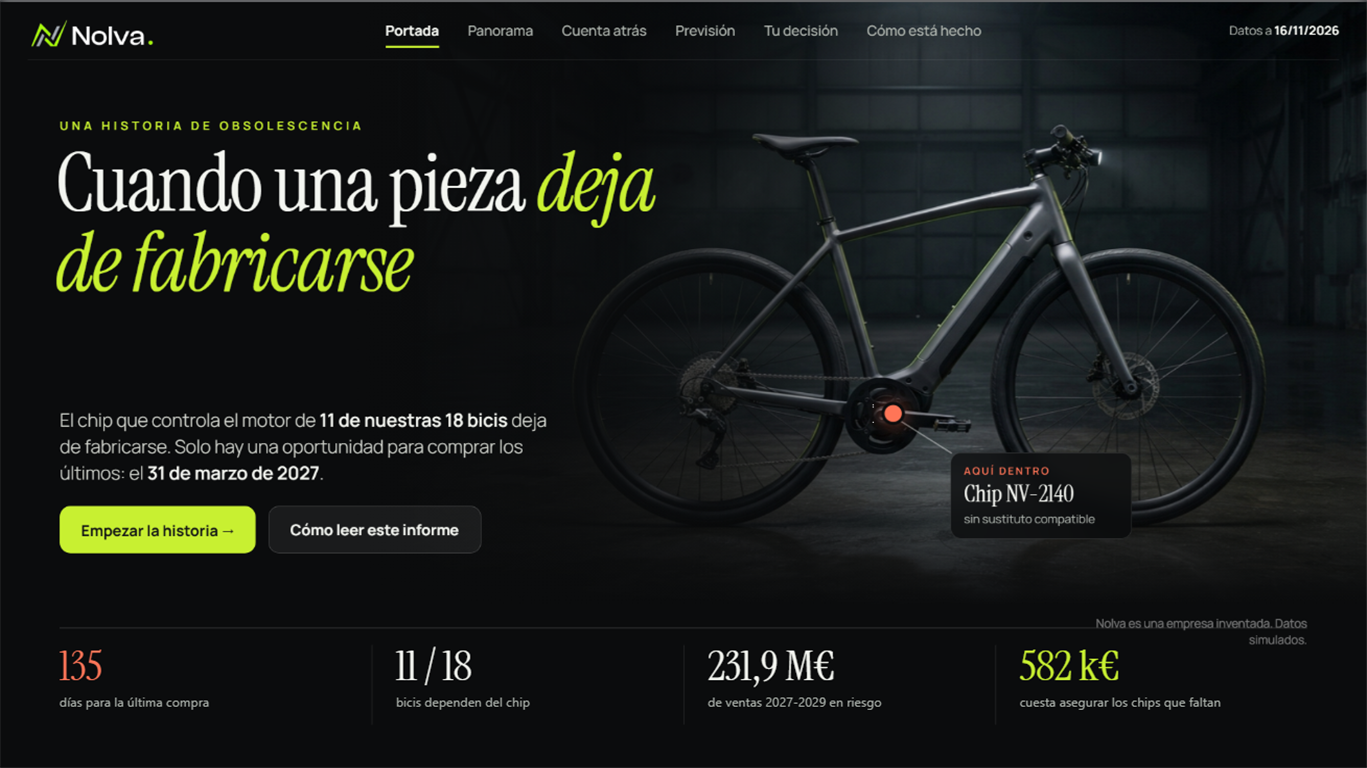 Nolva.
Portada
Panorama
Cuenta atrás
Previsión
Tu decisión
Cómo está hecho
Datos a 16/11/2026
UNA HISTORIA DE OBSOLESCENCIA
Cuando una pieza deja
de fabricarse
El chip que controla el motor de 11 de nuestras 18 bicis deja
de fabricarse. Solo hay una oportunidad para comprar los
últimos: el 31 de marzo de 2027.
Empezar la historia →
Cómo leer este informe
AQUÍ DENTRO
Chip NV-2140
sin sustituto compatible
Nolva es una empresa inventada. Datos
simulados.
135
días para la última compra
11 / 18
bicis dependen del chip
231,9 M€
de ventas 2027-2029 en riesgo
582 k€
cuesta asegurar los chips que faltan